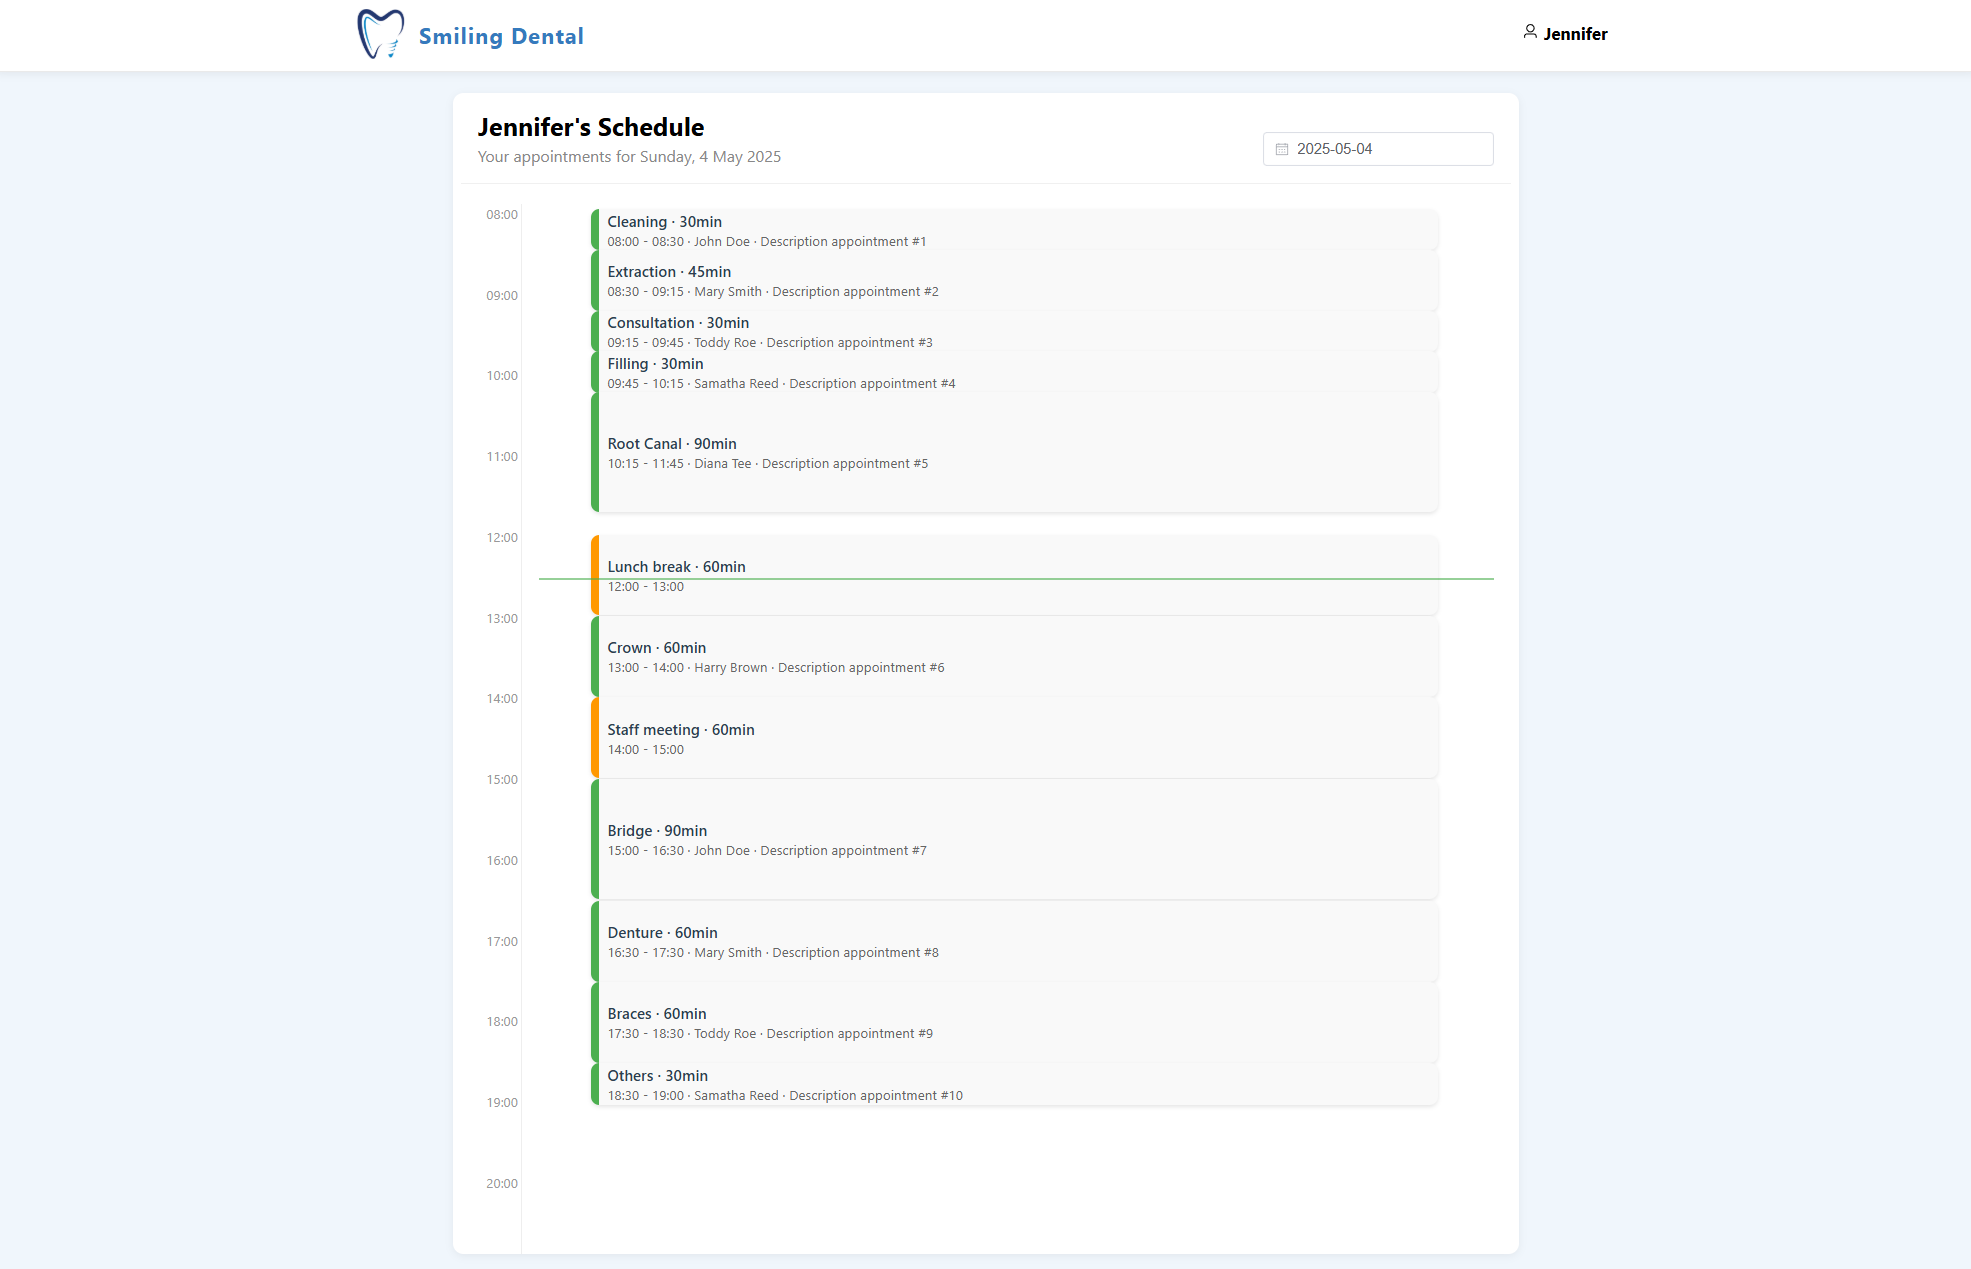 Smiling Dental
Jennifer
Jennifer's Schedule
Your appointments for Sunday, 4 May 2025
2025-05-04
08:00
Cleaning · 30min
08:00 - 08:30 · John Doe · Description appointment #1
Extraction · 45min
08:30 - 09:15 · Mary Smith · Description appointment #2
09:00
Consultation · 30min
09:15 - 09:45 · Toddy Roe · Description appointment #3
Filling · 30min
10:00
09:45 - 10:15 · Samatha Reed · Description appointment #4
Root Canal · 90min
11:00
10:15 - 11:45 · Diana Tee · Description appointment #5
12:00
Lunch break · 60min
12:00 - 13:00
13:00
Crown · 60min
13:00 - 14:00 · Harry Brown · Description appointment #6
14:00
Staff meeting · 60min
14:00 - 15:00
15:00
Bridge · 90min
15:00 - 16:30 · John Doe · Description appointment #7
16:00
Denture · 60min
17:00
16:30 - 17:30 · Mary Smith · Description appointment #8
Braces · 60min
18:00
17:30 - 18:30 · Toddy Roe · Description appointment #9
Others · 30min
18:30 - 19:00 · Samatha Reed · Description appointment #10
19:00
20:00